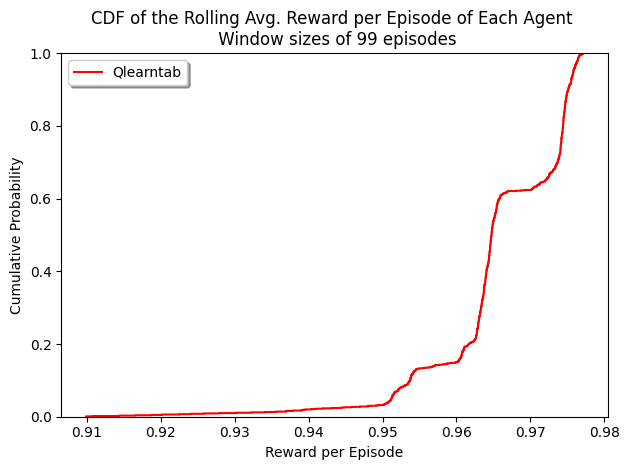 CDF of the Rolling Avg. Reward per Episode of Each Agent
Window sizes of 99 episodes
Qlearntab
Cumulative Probability
1.0
0.8
0.6
0.4
0.2
0.0
0.91 0.92 0.93 0.94 0.95 0.96 0.97 0.98
Reward per Episode